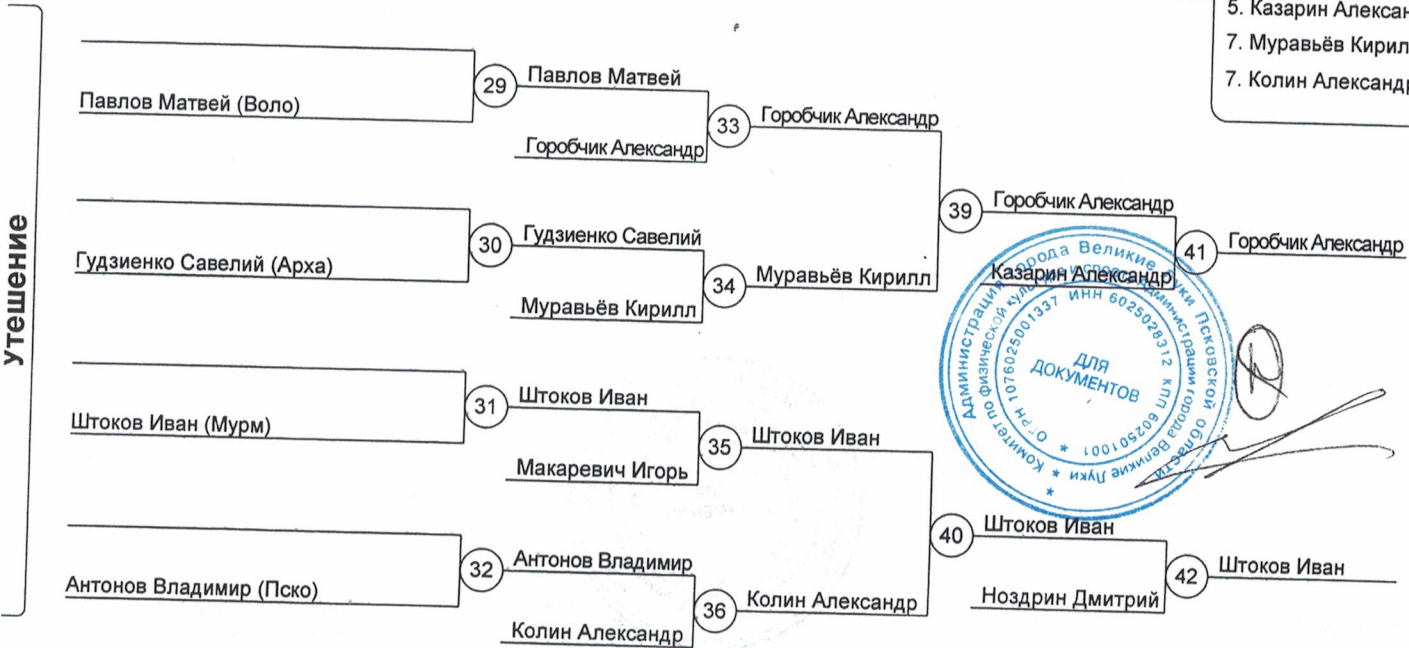 5. Казарин Алексан
7. Муравьёв Кирил
7. Колин Александр
Утешение
29
Павлов Матвей
Павлов Матвей (Воло)
33
Горобчик Александр
Горобчик Александр
39
Горобчик Александр
30
Гудзиенко Савелий
Гудзиенко Савелий (Арха)
34
Муравьёв Кирилл
Муравьёв Кирилл
Казарин Александр
41
Горобчик Александр
31
Штоков Иван
Штоков Иван (Мурм)
35
Штоков Иван
Макаревич Игорь
40
Штоков Иван
32
Антонов Владимир
Антонов Владимир (Пско)
36
Колин Александр
Колин Александр
Ноздрин Дмитрий
42
Штоков Иван
Администрация города Великие Луки Псковской области
Комитет по физической культуре и спорту Администрации города Великие Луки
ОГРН 1076025001337 ИНН 6025028312 КПП 602501001
ДЛЯ
ДОКУМЕНТОВ